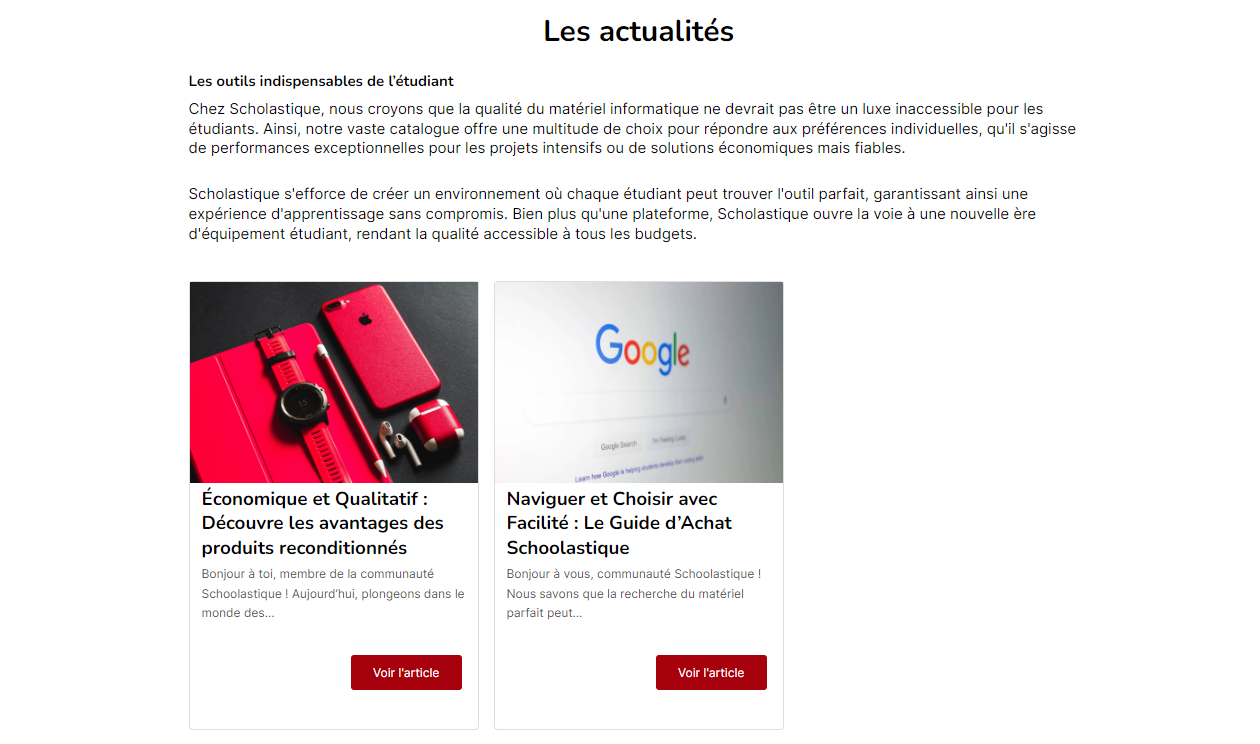 Les actualités
Les outils indispensables de l’étudiant
Chez Scholastique, nous croyons que la qualité du matériel informatique ne devrait pas être un luxe inaccessible pour les
étudiants. Ainsi, notre vaste catalogue offre une multitude de choix pour répondre aux préférences individuelles, qu'il s'agisse
de performances exceptionnelles pour les projets intensifs ou de solutions économiques mais fiables.
Scholastique s'efforce de créer un environnement où chaque étudiant peut trouver l'outil parfait, garantissant ainsi une
expérience d'apprentissage sans compromis. Bien plus qu'une plateforme, Scholastique ouvre la voie à une nouvelle ère
d'équipement étudiant, rendant la qualité accessible à tous les budgets.
Économique et Qualitatif :
Découvre les avantages des
produits reconditionnés
Bonjour à toi, membre de la communauté
Schoolastique ! Aujourd'hui, plongeons dans le
monde des...
Voir l'article
Google
Google Search I'm Feeling Lucky
Learn how Google is helping students develop their coding skills
Naviguer et Choisir avec
Facilité : Le Guide d’Achat
Schoolastique
Bonjour à vous, communauté Schoolastique !
Nous savons que la recherche du matériel
parfait peut...
Voir l'article